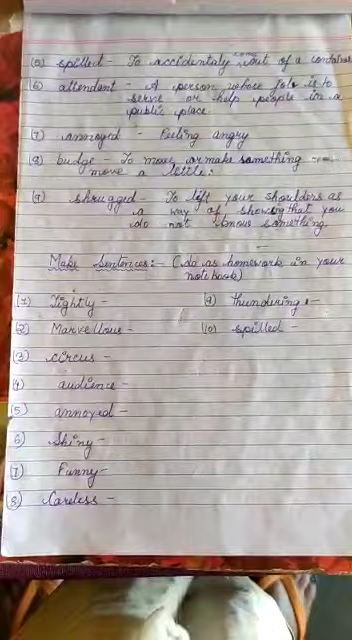 (5) spilled - To accidentaly come out of a container
(6) attendant - A person whose job is to
serve or help people in a
public place.
(7) annoyed - Feeling angry
(8) budge - To move, or make something
move a little.
(9) shrugged - To lift your shoulders as
a way of showing that you
do not know something
Make Sentences:- (Do as homework in your
notebook)
(1) Tightly - (9) thundering :-
(2) Marvellous - (10) spilled -
(3) circus -
(4) audience -
(5) annoyed -
(6) Shiny -
(7) Funny -
(8) Careless -